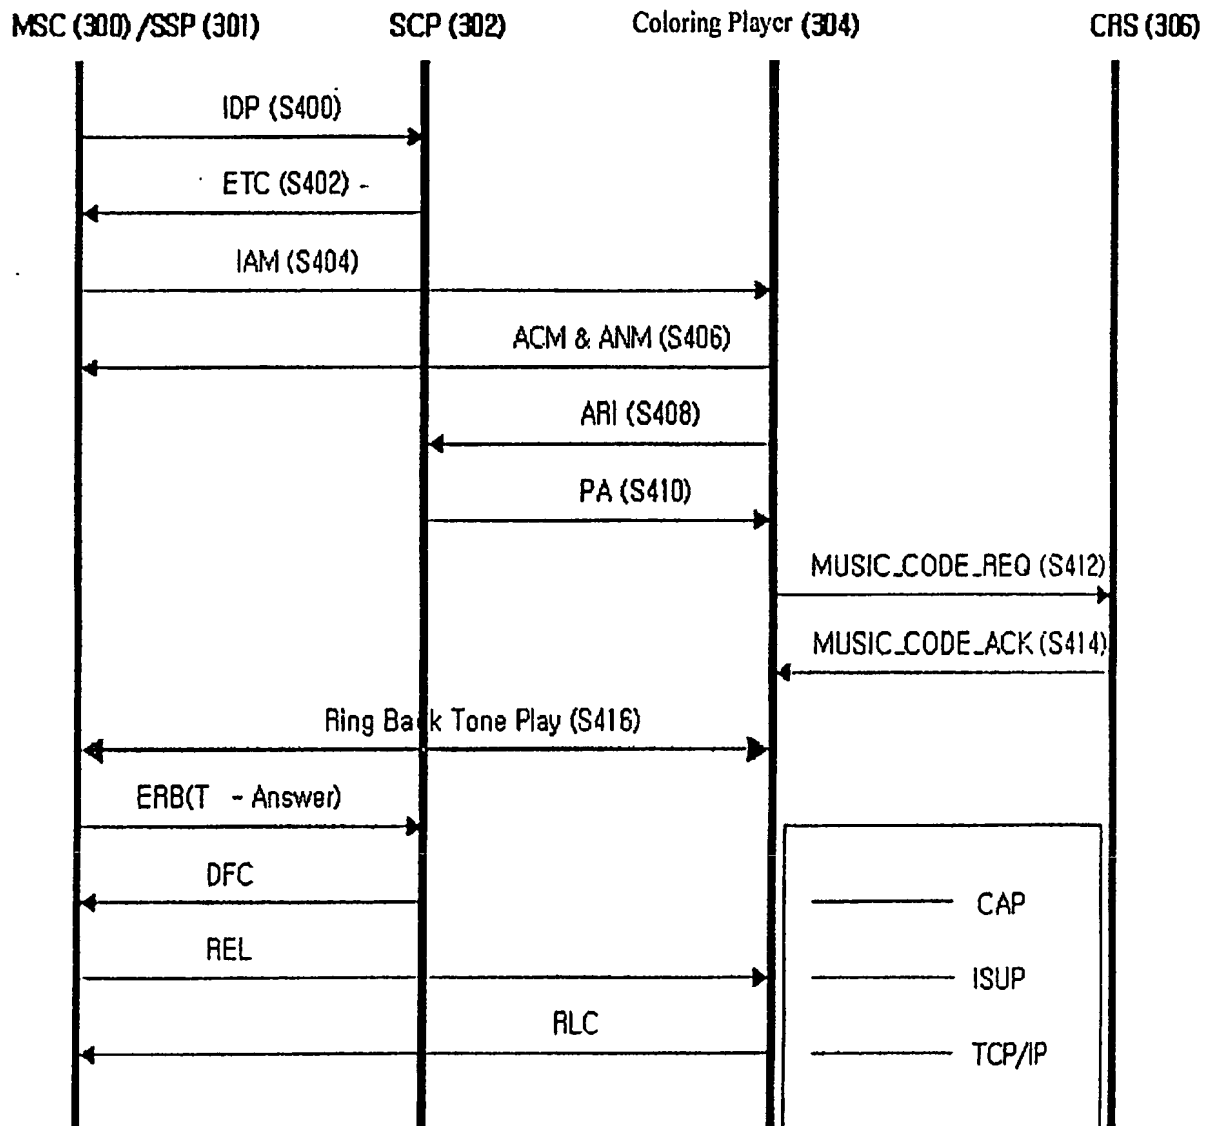 MSC (300) /SSP (301) SCP (302) Coloring Player (304) CRS (306)
IDP (S400)
ETC (S402)
IAM (S404)
ACM & ANM (S406)
ARI (S408)
PA (S410)
MUSIC_CODE_REQ (S412)
MUSIC_CODE_ACK (S414)
Ring Back Tone Play (S416)
ERB(T - Answer)
DFC
CAP
REL
ISUP
RLC
TCP/IP